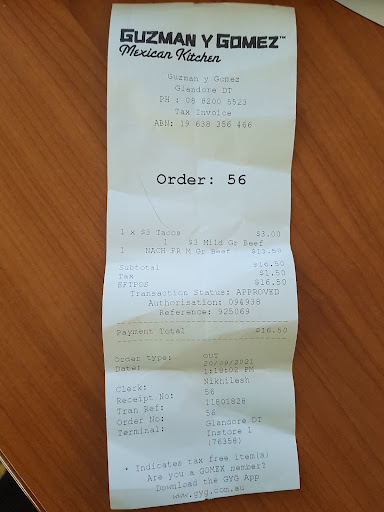 GUZMAN Y GOMEZ™
Mexican Kitchen
Guzman y Gomez
Glandore DT
PH : 08 8200 5523
Tax Invoice
ABN: 19 638 356 466
Order: 56
1 x $3 Tacos $3.00
1 $3 Mild Gr Beef
1 NACH FR M Gr Beef $13.50
Subtotal $16.50
Tax $1.50
EFTPOS $16.50
Transaction Status: APPROVED
Authorisation: 094938
Reference: 925069
Payment Total $16.50
Order type: OUT
Date: 20/09/2021
1:18:02 PM
Clerk: Nikhilesh
Receipt No: 56
Tran Ref: 11801828
Order No: 56
Terminal: Glandore DT
Instore 1
(76358)
* Indicates tax free item(s)
Are you a GOMEX member?
Download the GYG App
www.gyg.com.au